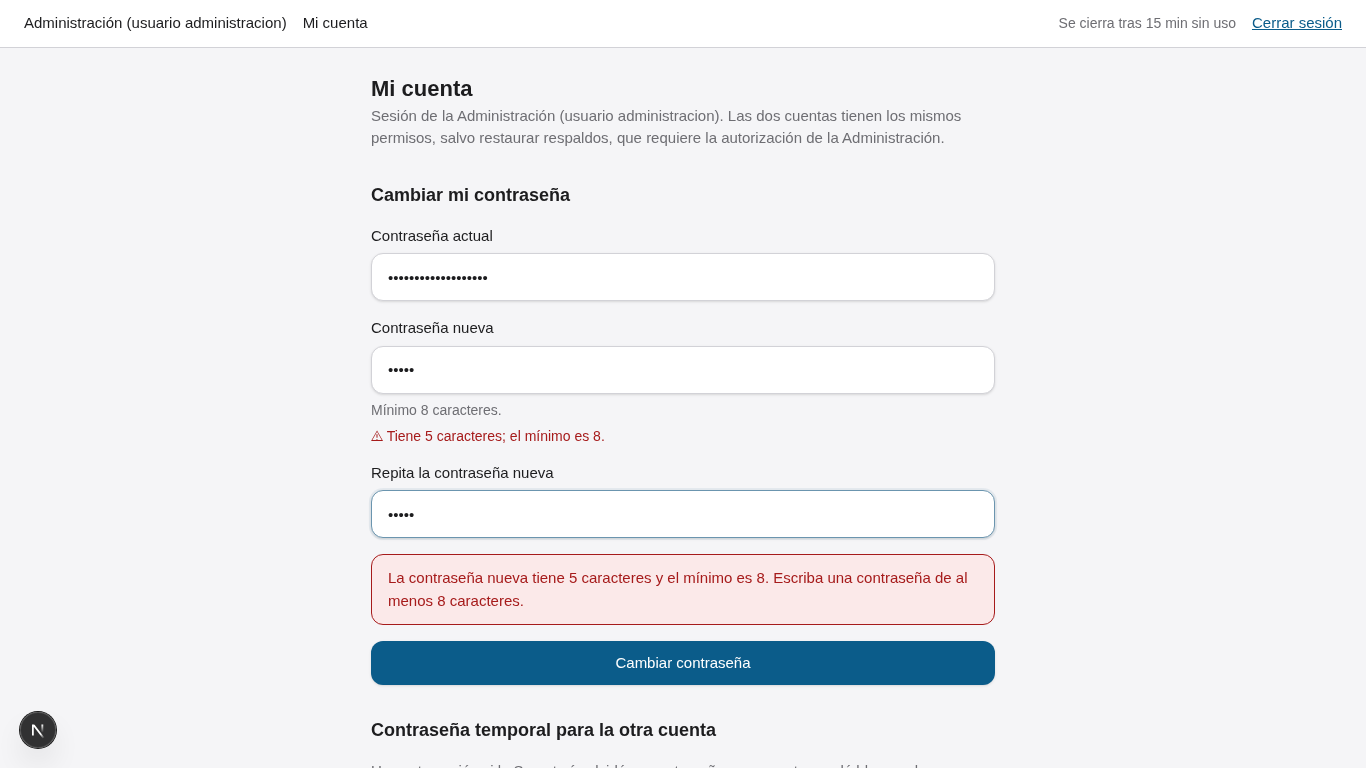 Administración (usuario administracion) Mi cuenta Se cierra tras 15 min sin uso Cerrar sesión
Mi cuenta
Sesión de la Administración (usuario administracion). Las dos cuentas tienen los mismos
permisos, salvo restaurar respaldos, que requiere la autorización de la Administración.
Cambiar mi contraseña
Contraseña actual
•••••••••••••••••••
Contraseña nueva
•••••
Mínimo 8 caracteres.
⚠ Tiene 5 caracteres; el mínimo es 8.
Repita la contraseña nueva
•••••
La contraseña nueva tiene 5 caracteres y el mínimo es 8. Escriba una contraseña de al
menos 8 caracteres.
Cambiar contraseña
N
Contraseña temporal para la otra cuenta